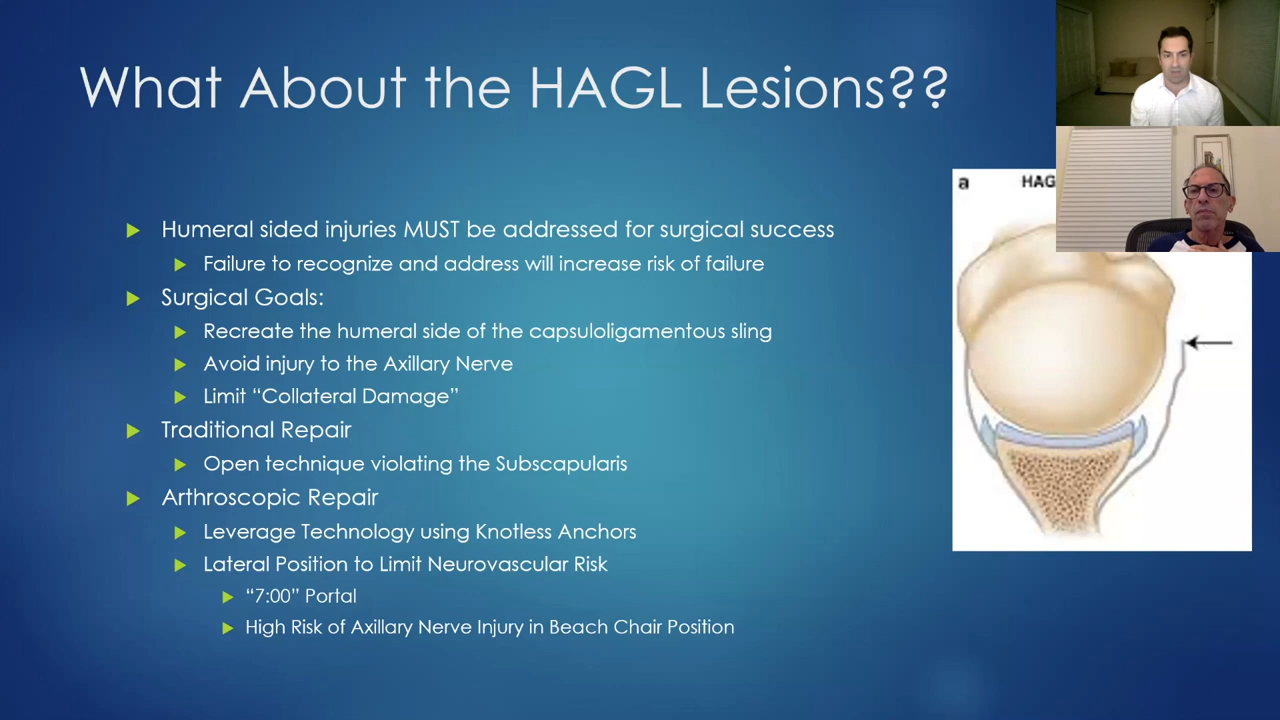 What About the HAGL Lesions??
a
HAG
Humeral sided injuries MUST be addressed for surgical success
Failure to recognize and address will increase risk of failure
Surgical Goals:
Recreate the humeral side of the capsuloligamentous sling
Avoid injury to the Axillary Nerve
Limit “Collateral Damage”
Traditional Repair
Open technique violating the Subscapularis
Arthroscopic Repair
Leverage Technology using Knotless Anchors
Lateral Position to Limit Neurovascular Risk
“7:00” Portal
High Risk of Axillary Nerve Injury in Beach Chair Position